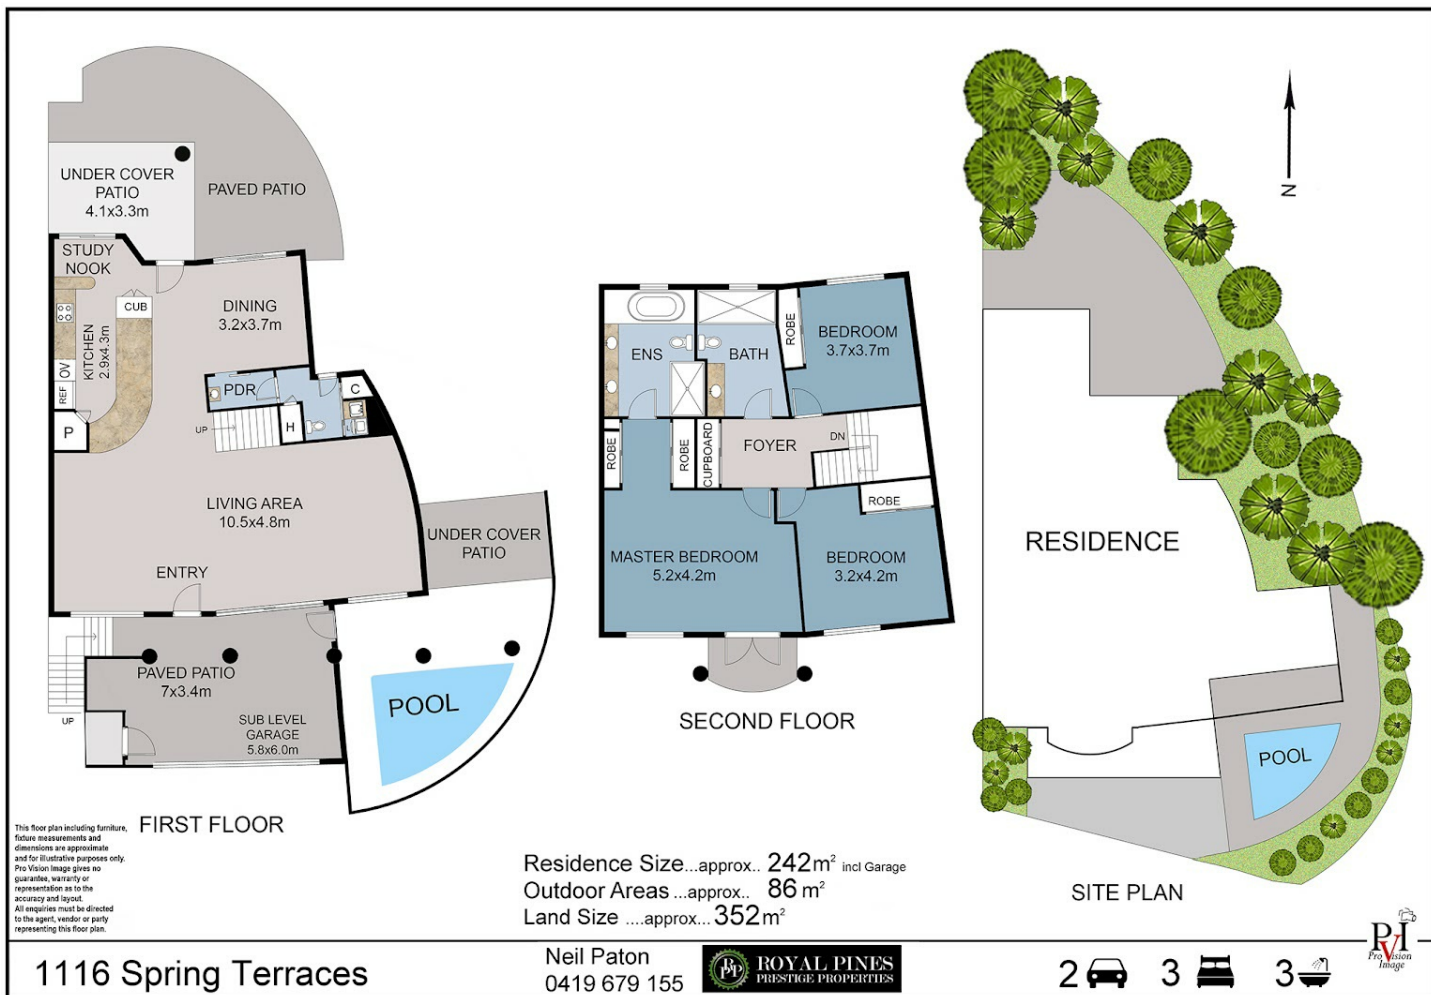 UNDER COVER
PATIO
4.1x3.3m
PAVED PATIO
STUDY
NOOK
CUB
DINING
3.2x3.7m
KITCHEN
2.9x4.3m
OV
REF
P
PDR
C
H
UP
LIVING AREA
10.5x4.8m
UNDER COVER
PATIO
ENTRY
PAVED PATIO
7x3.4m
UP
SUB LEVEL
GARAGE
5.8x6.0m
POOL
FIRST FLOOR
ENS
BATH
ROBE
BEDROOM
3.7x3.7m
ROBE
ROBE
CUPBOARD
FOYER
DN
ROBE
MASTER BEDROOM
5.2x4.2m
BEDROOM
3.2x4.2m
SECOND FLOOR
N
RESIDENCE
POOL
SITE PLAN
This floor plan including furniture,
fixture measurements and
dimensions are approximate
and for illustrative purposes only.
Pro Vision Image gives no
guarantee, warranty or
representation as to the
accuracy and layout.
All enquiries must be directed
to the agent, vendor or party
representing this floor plan.
Residence Size...approx.. 242m² incl Garage
Outdoor Areas ...approx.. 86 m²
Land Size ....approx... 352m²
1116 Spring Terraces
Neil Paton
0419 679 155
RPP
ROYAL PINES
PRESTIGE PROPERTIES
2 3 3
PVI
Pro Vision
Image